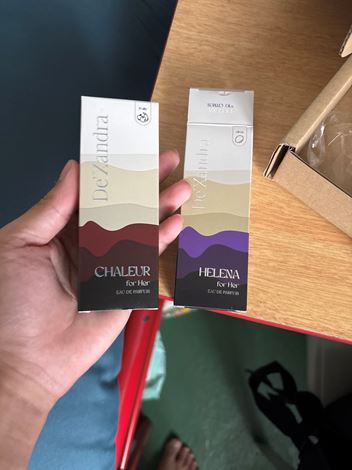 De'Zandra
CHALEUR
for Her
EAU DE PARFUM
De'Zandra
HELENA
for Her
EAU DE PARFUM